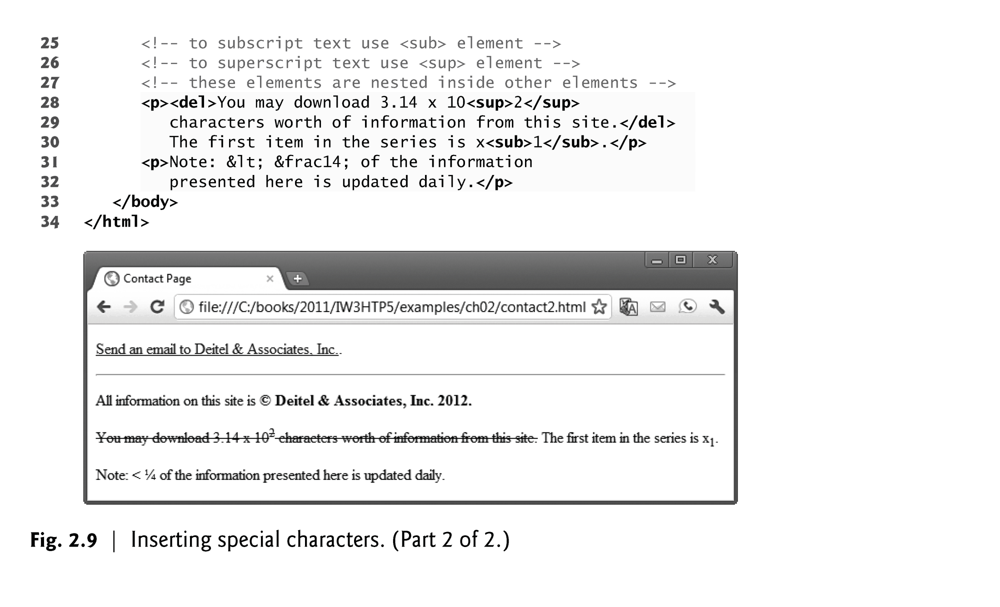 25 <!-- to subscript text use <sub> element -->
26 <!-- to superscript text use <sup> element -->
27 <!-- these elements are nested inside other elements -->
28 <p><del>You may download 3.14 x 10<sup>2</sup>
29 characters worth of information from this site.</del>
30 The first item in the series is x<sub>1</sub>.</p>
31 <p>Note: &lt; &frac14; of the information
32 presented here is updated daily.</p>
33 </body>
34 </html>
Contact Page
file:///C:/books/2011/IW3HTP5/examples/ch02/contact2.html
Send an email to Deitel & Associates, Inc..
All information on this site is © Deitel & Associates, Inc. 2012.
You may download 3.14 x 10² characters worth of information from this site. The first item in the series is x₁.
Note: < ¼ of the information presented here is updated daily.
Fig. 2.9 | Inserting special characters. (Part 2 of 2.)